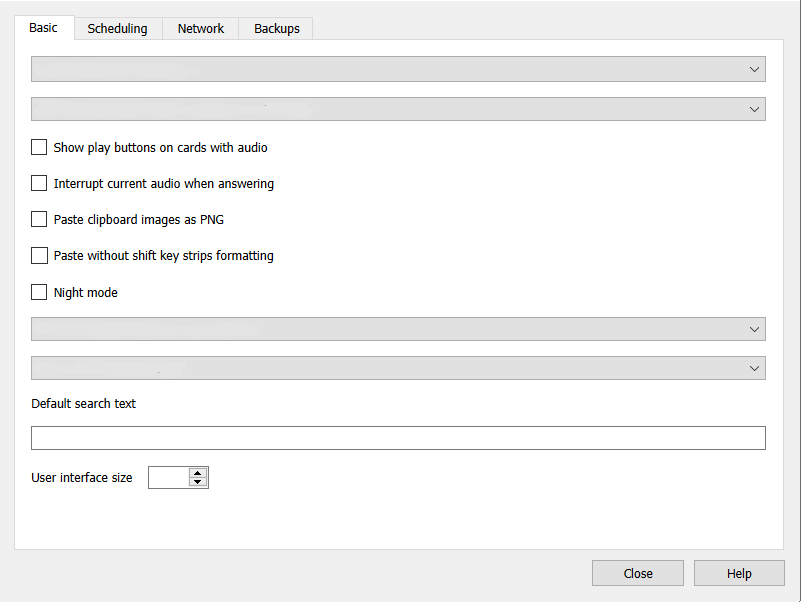 Basic Scheduling Network Backups
Show play buttons on cards with audio
Interrupt current audio when answering
Paste clipboard images as PNG
Paste without shift key strips formatting
Night mode
Default search text
User interface size
Close Help